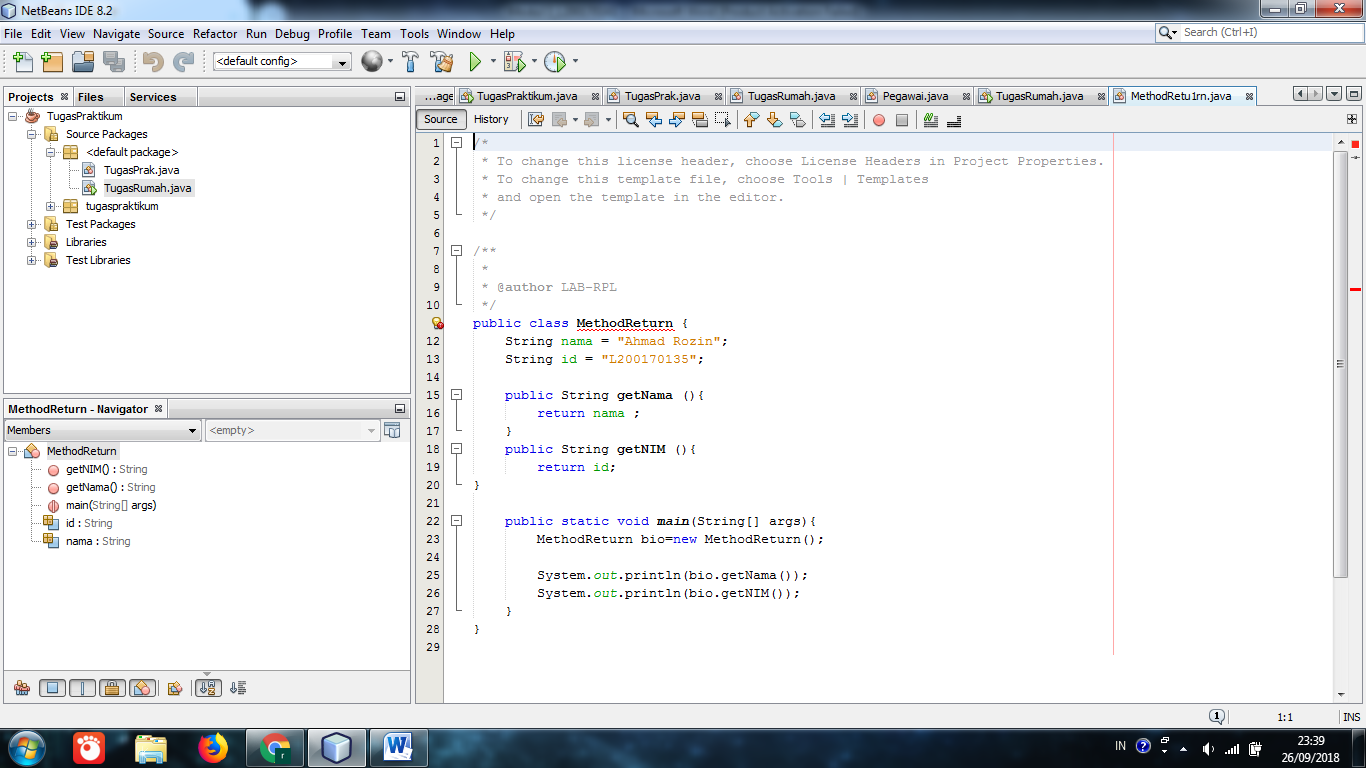 NetBeans IDE 8.2
File Edit View Navigate Source Refactor Run Debug Profile Team Tools Window Help
Search (Ctrl+I)
<default config>
Projects Files Services
TugasPraktikum
Source Packages
<default package>
TugasPrak.java
TugasRumah.java
tugaspraktikum
Test Packages
Libraries
Test Libraries
MethodReturn - Navigator
Members <empty>
MethodReturn
getNIM() : String
getNama() : String
main(String[] args)
id : String
nama : String
...age TugasPraktikum.java TugasPrak.java TugasRumah.java Pegawai.java TugasRumah.java MethodRetu1rn.java
Source History
1 /*
2 * To change this license header, choose License Headers in Project Properties.
3 * To change this template file, choose Tools | Templates
4 * and open the template in the editor.
5 */
6
7 /**
8 *
9 * @author LAB-RPL
10 */
public class MethodReturn {
12 String nama = "Ahmad Rozin";
13 String id = "L200170135";
14
15 public String getNama (){
16 return nama ;
17 }
18 public String getNIM (){
19 return id;
20 }
21
22 public static void main(String[] args){
23 MethodReturn bio=new MethodReturn();
24
25 System.out.println(bio.getNama());
26 System.out.println(bio.getNIM());
27 }
28 }
29
1 1:1 INS
IN 23:39
26/09/2018